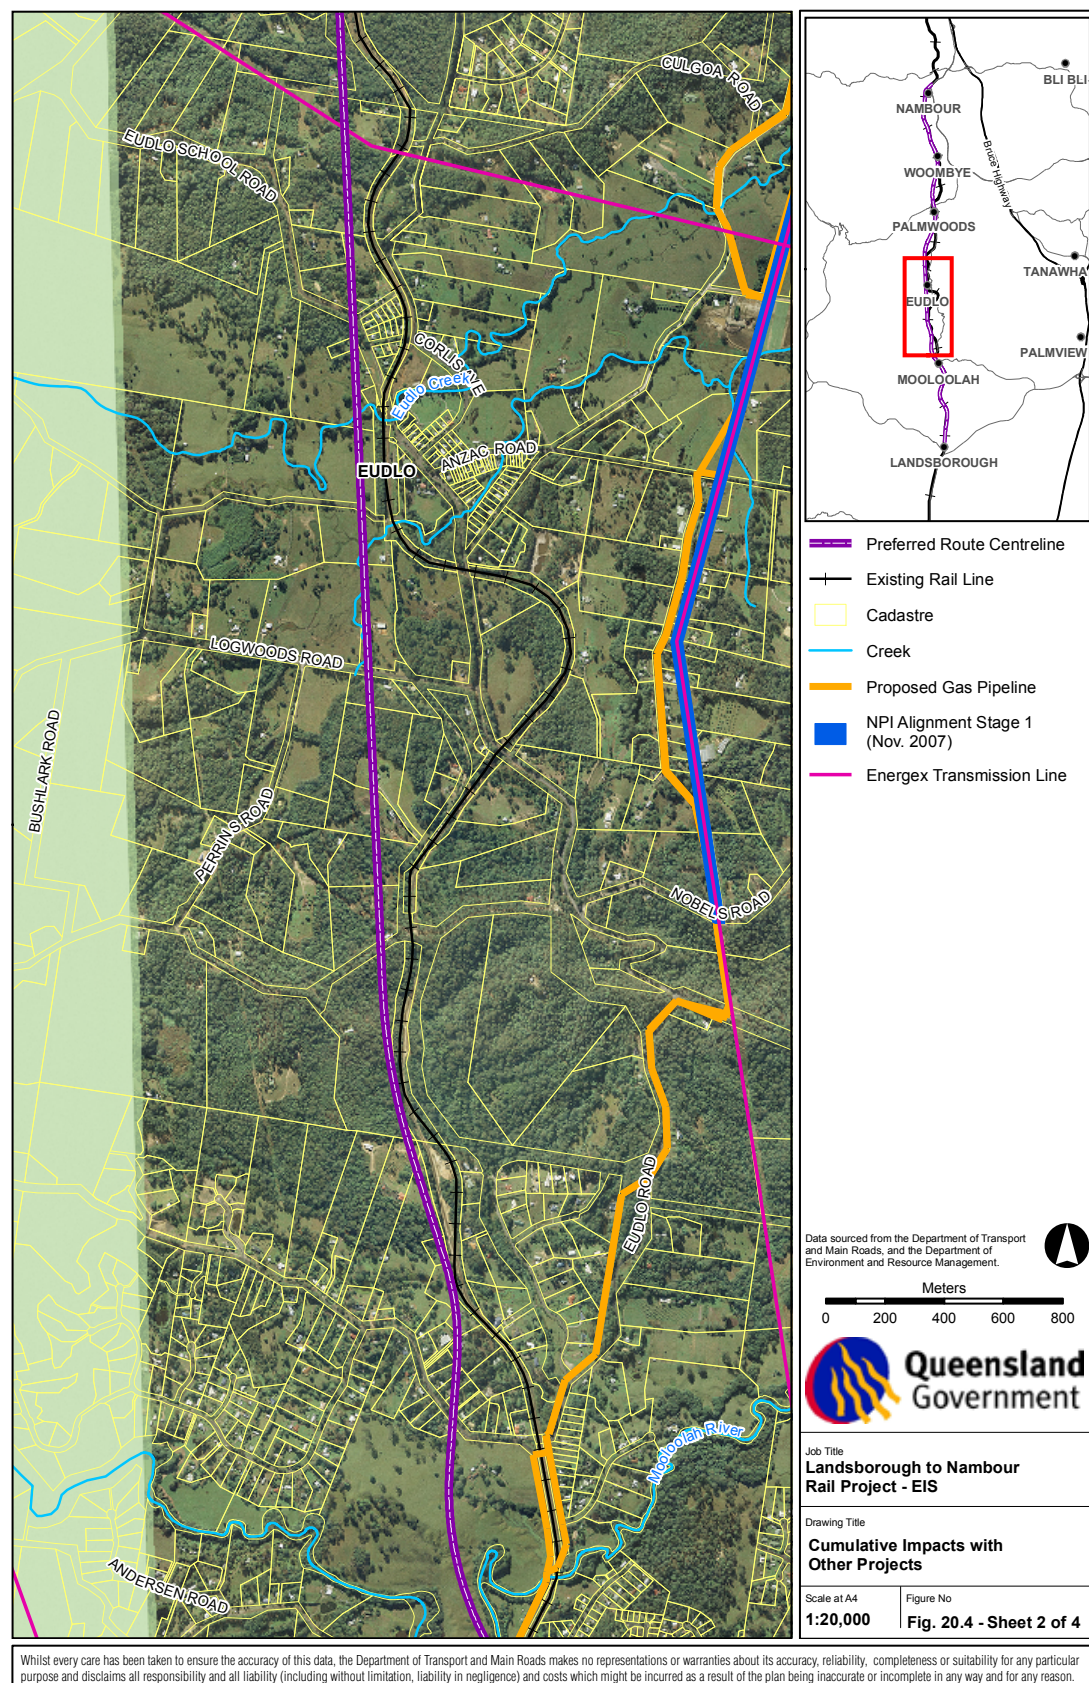 CULGOA ROAD
EUDLO SCHOOL ROAD
CORLIS AVE
Eudlo Creek
ANZAC ROAD
EUDLO
LOGWOODS ROAD
BUSHLARK ROAD
PERRINS ROAD
NOBELS ROAD
EUDLO ROAD
Mooloolah River
ANDERSEN ROAD
BLI BLI
NAMBOUR
Bruce Highway
WOOMBYE
PALMWOODS
TANAWHA
EUDLO
PALMVIEW
MOOLOOLAH
LANDSBOROUGH
Preferred Route Centreline
Existing Rail Line
Cadastre
Creek
Proposed Gas Pipeline
NPI Alignment Stage 1
(Nov. 2007)
Energex Transmission Line
Data sourced from the Department of Transport
and Main Roads, and the Department of
Environment and Resource Management.
Meters
0 200 400 600 800
Queensland
Government
Job Title
Landsborough to Nambour
Rail Project - EIS
Drawing Title
Cumulative Impacts with
Other Projects
Scale at A4
1:20,000
Figure No
Fig. 20.4 - Sheet 2 of 4
Whilst every care has been taken to ensure the accuracy of this data, the Department of Transport and Main Roads makes no representations or warranties about its accuracy, reliability, completeness or suitability for any particular
purpose and disclaims all responsibility and all liability (including without limitation, liability in negligence) and costs which might be incurred as a result of the plan being inaccurate or incomplete in any way and for any reason.